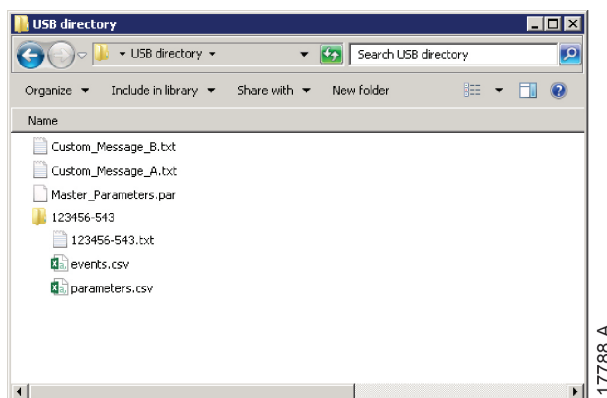 USB directory
USB directory
Search USB directory
Organize Include in library Share with New folder
Name
Custom_Message_B.txt
Custom_Message_A.txt
Master_Parameters.par
123456-543
123456-543.txt
events.csv
parameters.csv
17788_A